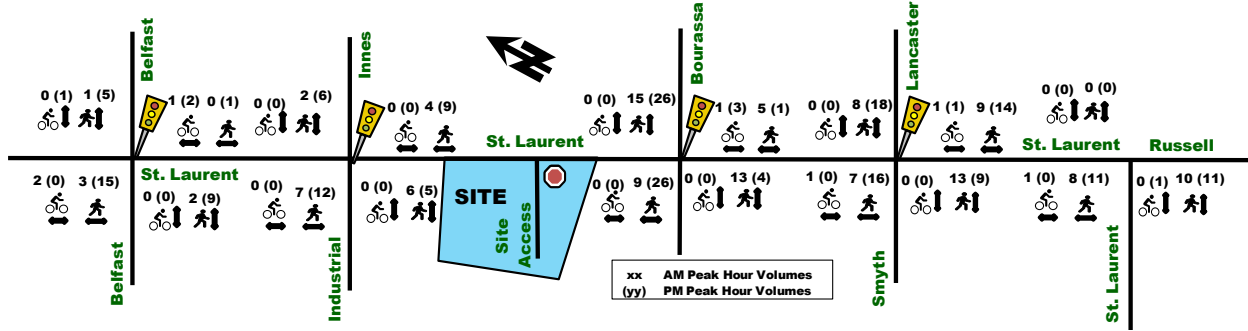 Belfast
Innes
Bourassa
Lancaster
0 (1) 1 (5)
1 (2) 0 (1)
0 (0) 2 (6)
0 (0) 4 (9)
0 (0) 15 (26)
1 (3) 5 (1)
0 (0) 8 (18)
1 (1) 9 (14)
0 (0) 0 (0)
St. Laurent
St. Laurent
Russell
St. Laurent
2 (0) 3 (15)
0 (0) 2 (9)
0 (0) 7 (12)
0 (0) 6 (5)
SITE
Site
Access
0 (0) 9 (26)
0 (0) 13 (4)
1 (0) 7 (16)
0 (0) 13 (9)
1 (0) 8 (11)
0 (1) 10 (11)
Belfast
Industrial
Smyth
St. Laurent
N
xx AM Peak Hour Volumes
(yy) PM Peak Hour Volumes